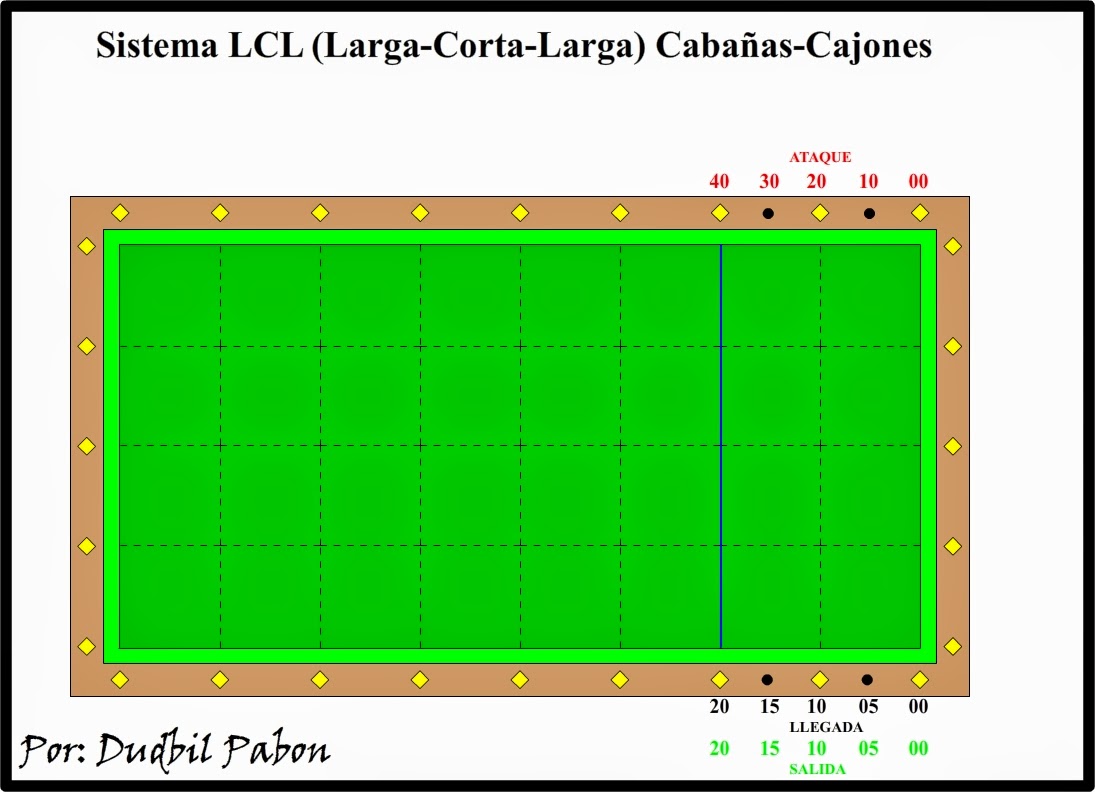 Sistema LCL (Larga-Corta-Larga) Cabañas-Cajones
ATAQUE
40 30 20 10 00
20 15 10 05 00
LLEGADA
20 15 10 05 00
SALIDA
Por: Dudbil Pabon